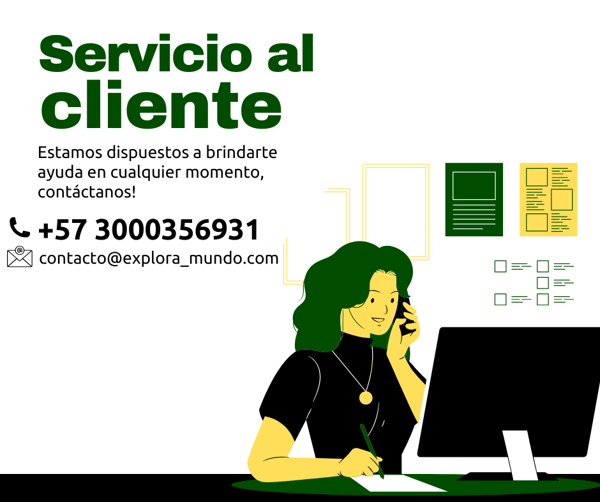 Servicio al
cliente
Estamos dispuestos a brindarte
ayuda en cualquier momento,
contáctanos!
+57 3000356931
contacto@explora_mundo.com